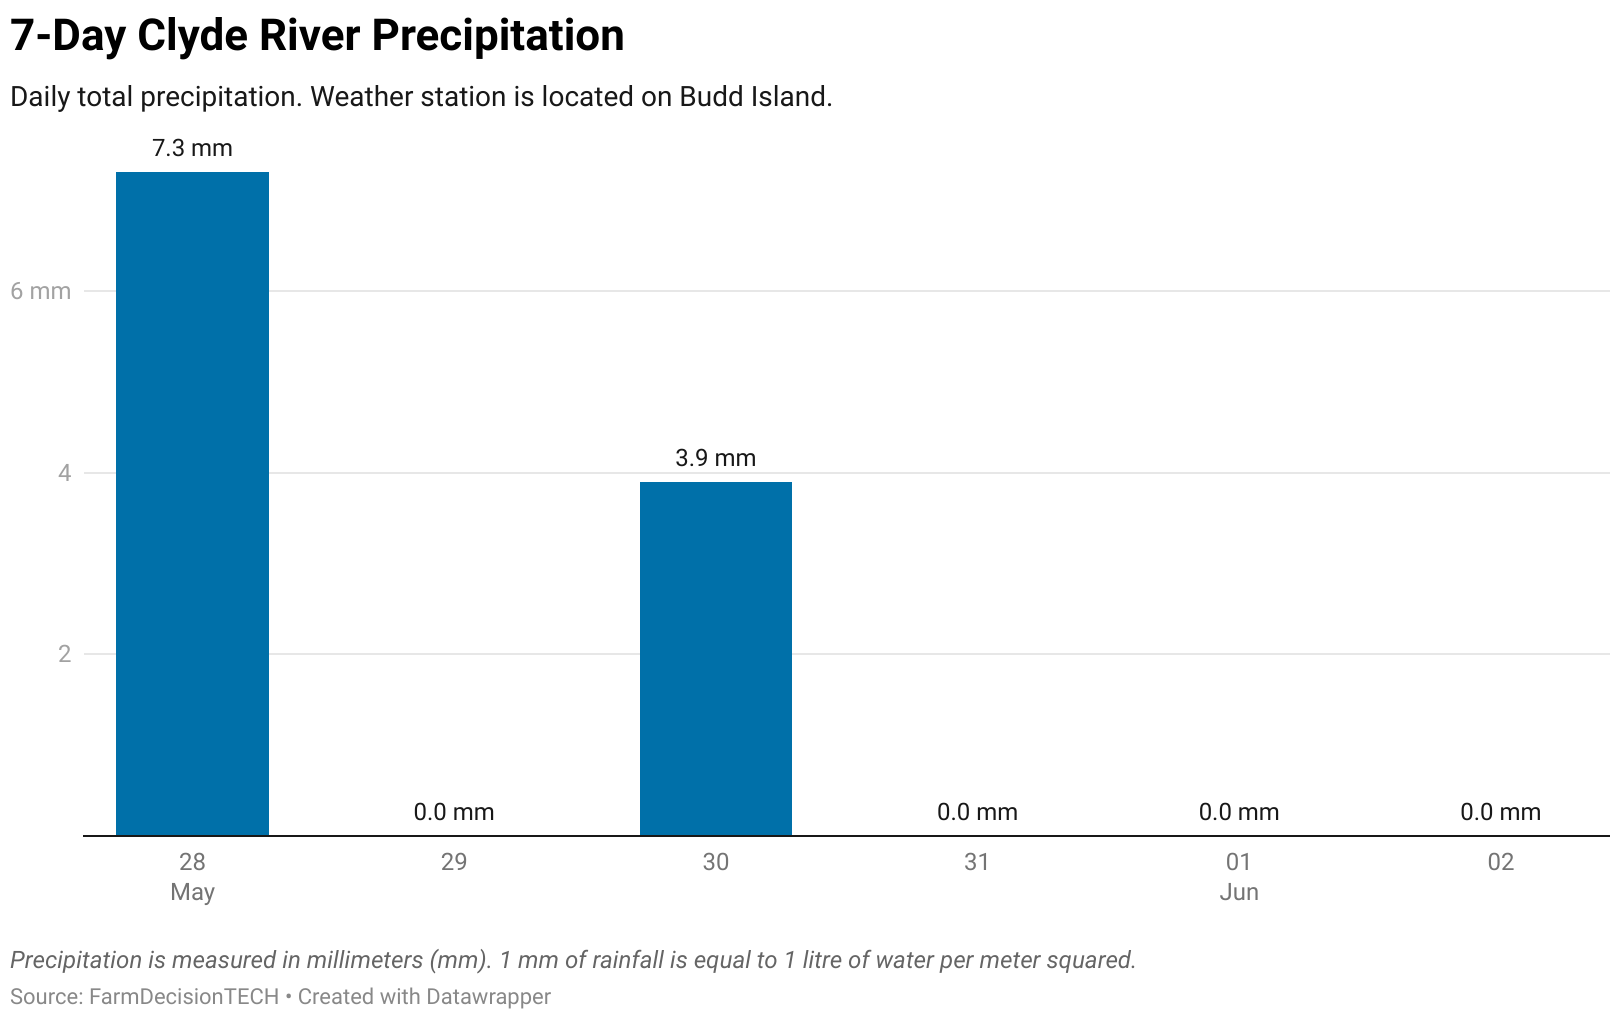 7-Day Clyde River Precipitation
Daily total precipitation. Weather station is located on Budd Island.
7.3 mm
6 mm
3.9 mm
4
2
0.0 mm
0.0 mm
0.0 mm
0.0 mm
28
29
30
31
01
02
May
Jun
Precipitation is measured in millimeters (mm). 1 mm of rainfall is equal to 1 litre of water per meter squared.
Source: FarmDecisionTECH • Created with Datawrapper